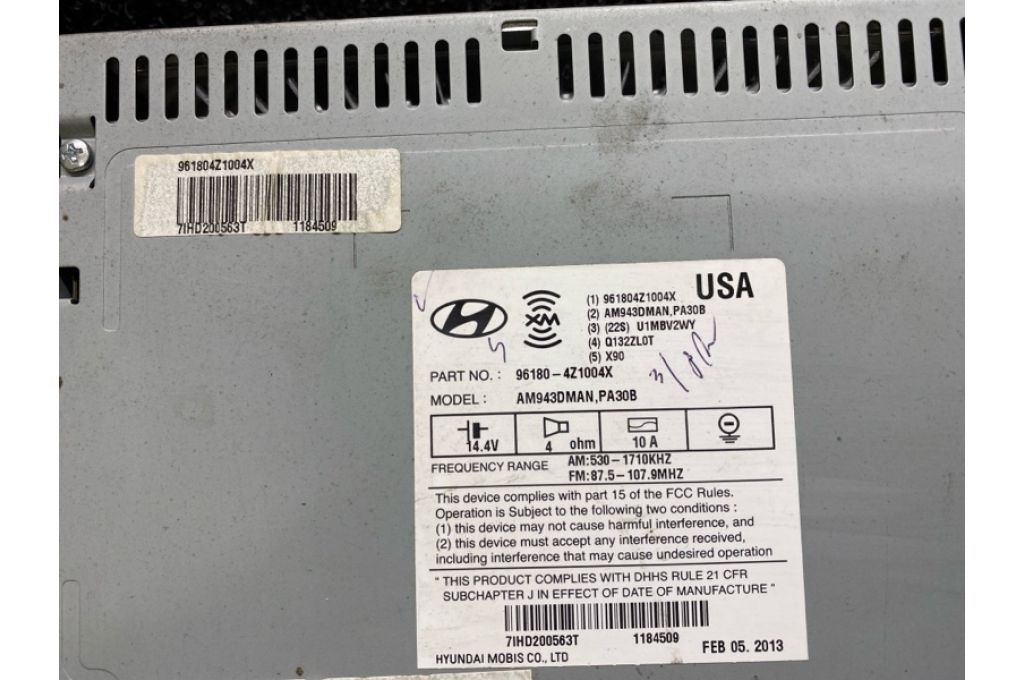 961804Z1004X
7IHD200563T 1184509
USA
XM
(1) 961804Z1004X
(2) AM943DMAN,PA30B
(3) (22S) U1MBV2WY
(4) Q132ZL0T
(5) X90
PART NO. : 96180-4Z1004X
MODEL : AM943DMAN,PA30B
14.4V 4 ohm 10 A
FREQUENCY RANGE AM:530-1710KHZ
FM:87.5-107.9MHZ
This device complies with part 15 of the FCC Rules.
Operation is Subject to the following two conditions :
(1) this device may not cause harmful interference, and
(2) this device must accept any interference received,
including interference that may cause undesired operation
" THIS PRODUCT COMPLIES WITH DHHS RULE 21 CFR
SUBCHAPTER J IN EFFECT OF DATE OF MANUFACTURE "
7IHD200563T 1184509
HYUNDAI MOBIS CO., LTD FEB 05. 2013